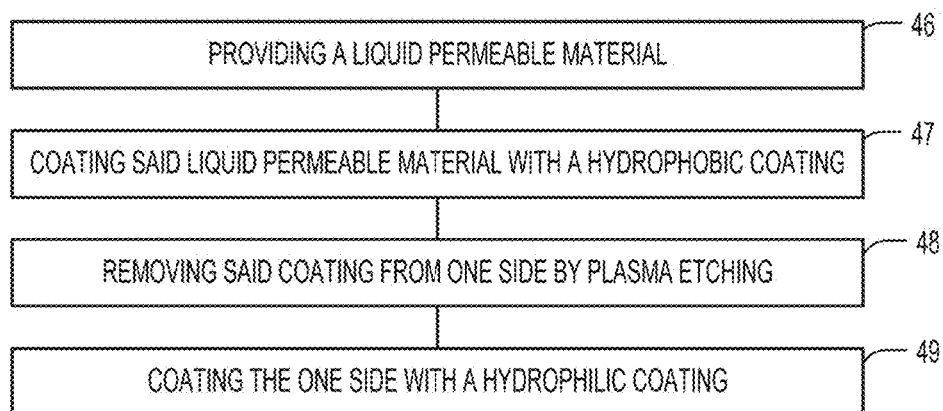 46
PROVIDING A LIQUID PERMEABLE MATERIAL
47
COATING SAID LIQUID PERMEABLE MATERIAL WITH A HYDROPHOBIC COATING
48
REMOVING SAID COATING FROM ONE SIDE BY PLASMA ETCHING
49
COATING THE ONE SIDE WITH A HYDROPHILIC COATING